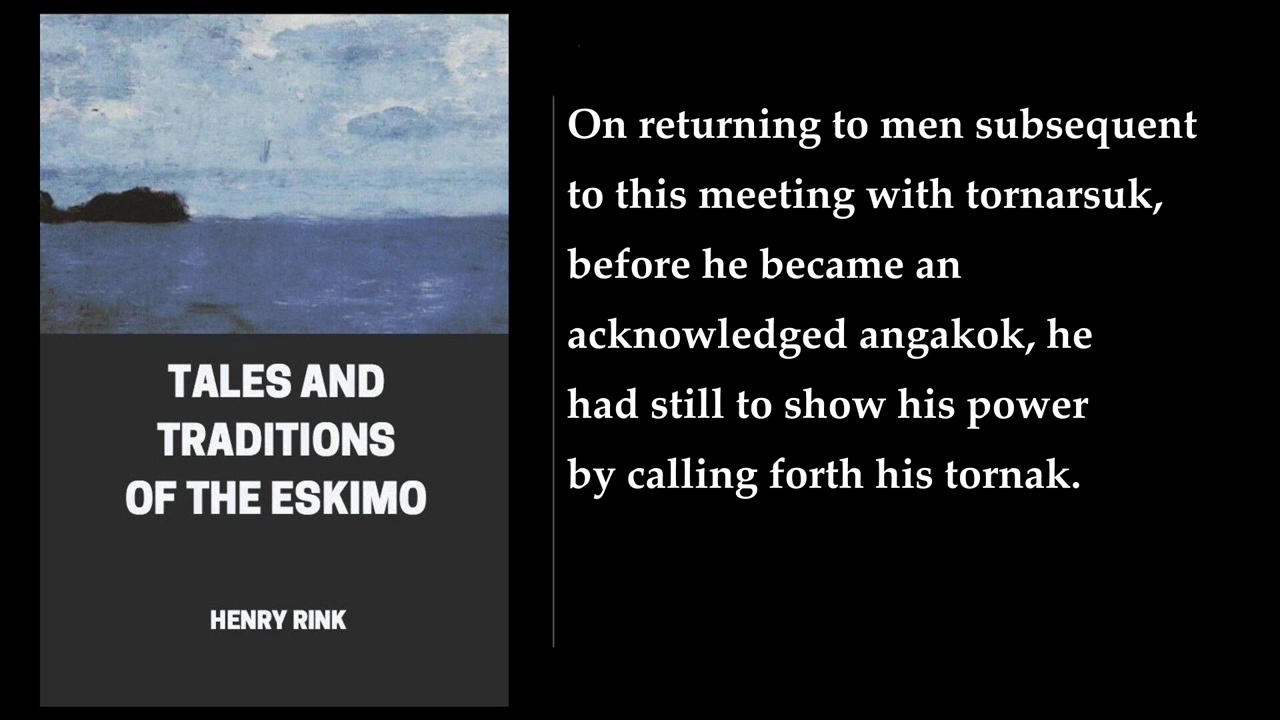 TALES AND
TRADITIONS
OF THE ESKIMO
HENRY RINK
On returning to men subsequent
to this meeting with tornarsuk,
before he became an
acknowledged angakok, he
had still to show his power
by calling forth his tornak.